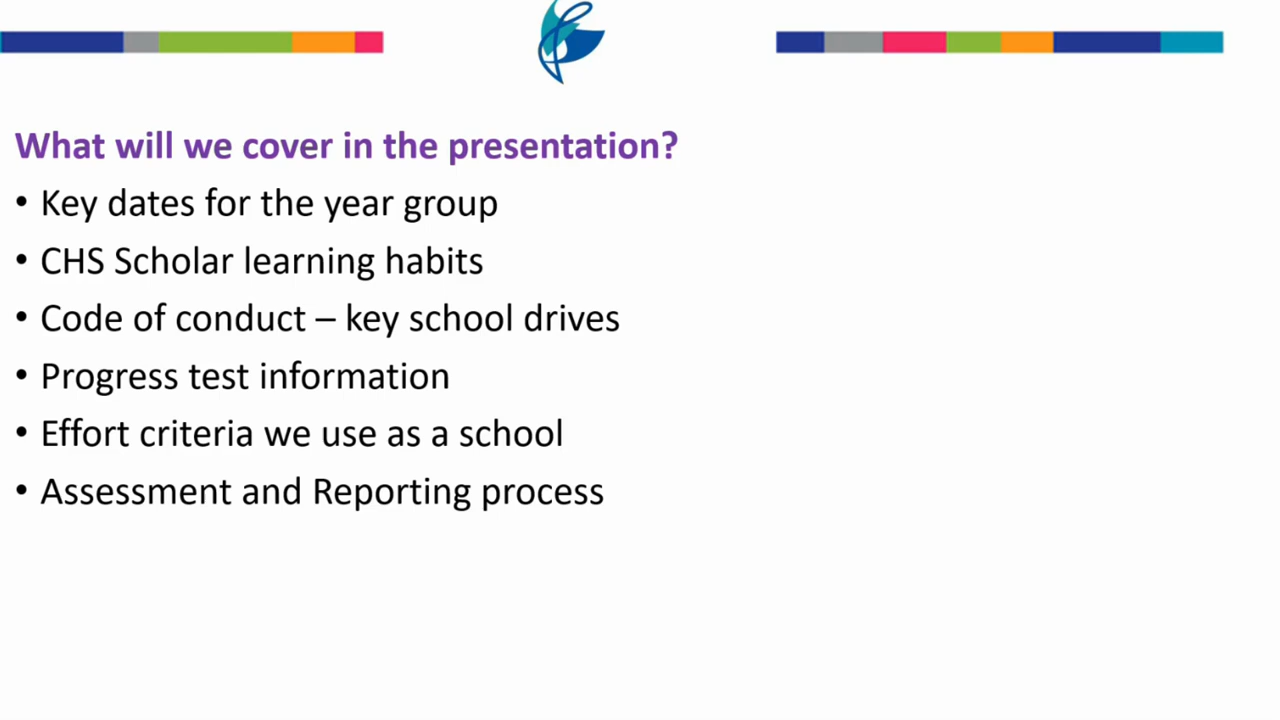 What will we cover in the presentation?
• Key dates for the year group
• CHS Scholar learning habits
• Code of conduct – key school drives
• Progress test information
• Effort criteria we use as a school
• Assessment and Reporting process